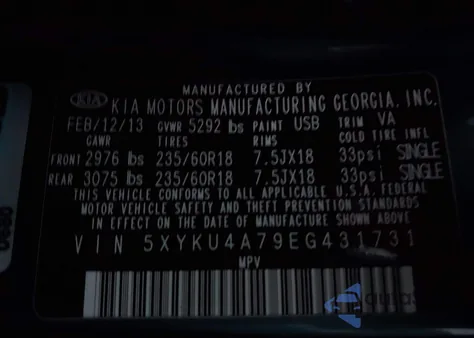 MANUFACTURED BY
KIA KIA MOTORS MANUFACTURING GEORGIA, INC.
FEB/12/13 GVWR 5292 lbs PAINT USB TRIM VA
GAWR TIRES COLD TIRE INFL
FRONT 2976 lbs 235/60R18 7.5JX18 33psi SINGLE
REAR 3075 lbs 235/60R18 7.5JX18 33psi SINGLE
THIS VEHICLE CONFORMS TO ALL APPLICABLE U.S.A. FEDERAL
MOTOR VEHICLE SAFETY AND THEFT PREVENTION STANDARDS
IN EFFECT ON THE DATE OF MANUFACTURE SHOWN ABOVE
VIN 5XYKU4A79EG431731
MPV